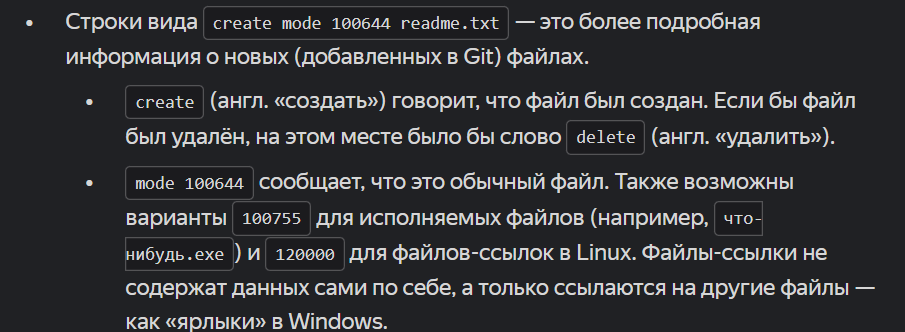 • Строки вида create mode 100644 readme.txt — это более подробная
информация о новых (добавленных в Git) файлах.
• create (англ. «создать») говорит, что файл был создан. Если бы файл
был удалён, на этом месте было бы слово delete (англ. «удалить»).
• mode 100644 сообщает, что это обычный файл. Также возможны
варианты 100755 для исполняемых файлов (например, что-
нибудь.exe) и 120000 для файлов-ссылок в Linux. Файлы-ссылки не
содержат данных сами по себе, а только ссылаются на другие файлы —
как «ярлыки» в Windows.